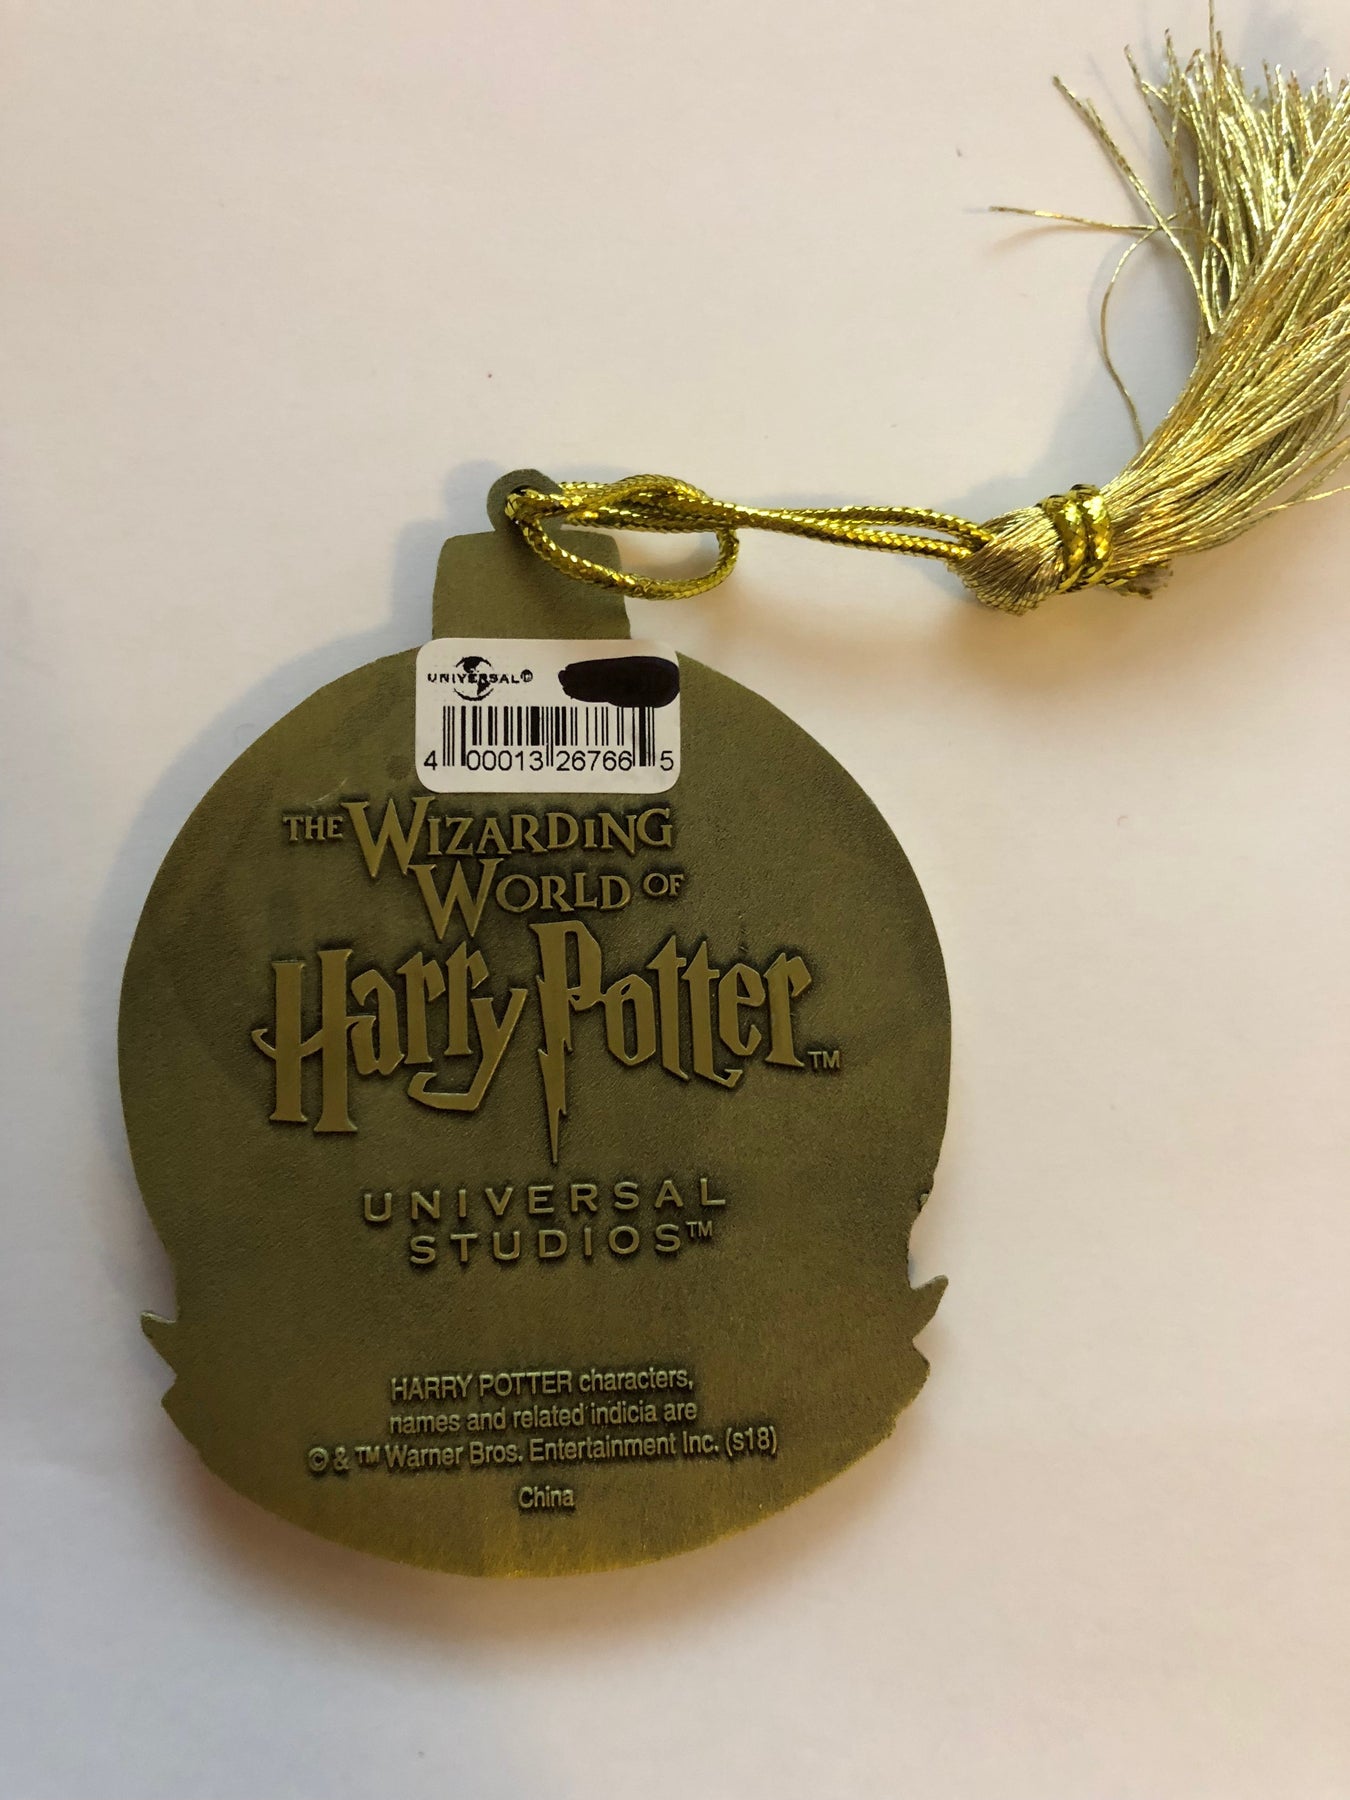 UNIVERSAL®
4 00013 26766 5
THE WIZARDING
WORLD OF
Harry Potter™
UNIVERSAL
STUDIOS™
HARRY POTTER characters,
names and related indicia are
© & ™ Warner Bros. Entertainment Inc. (s18)
China